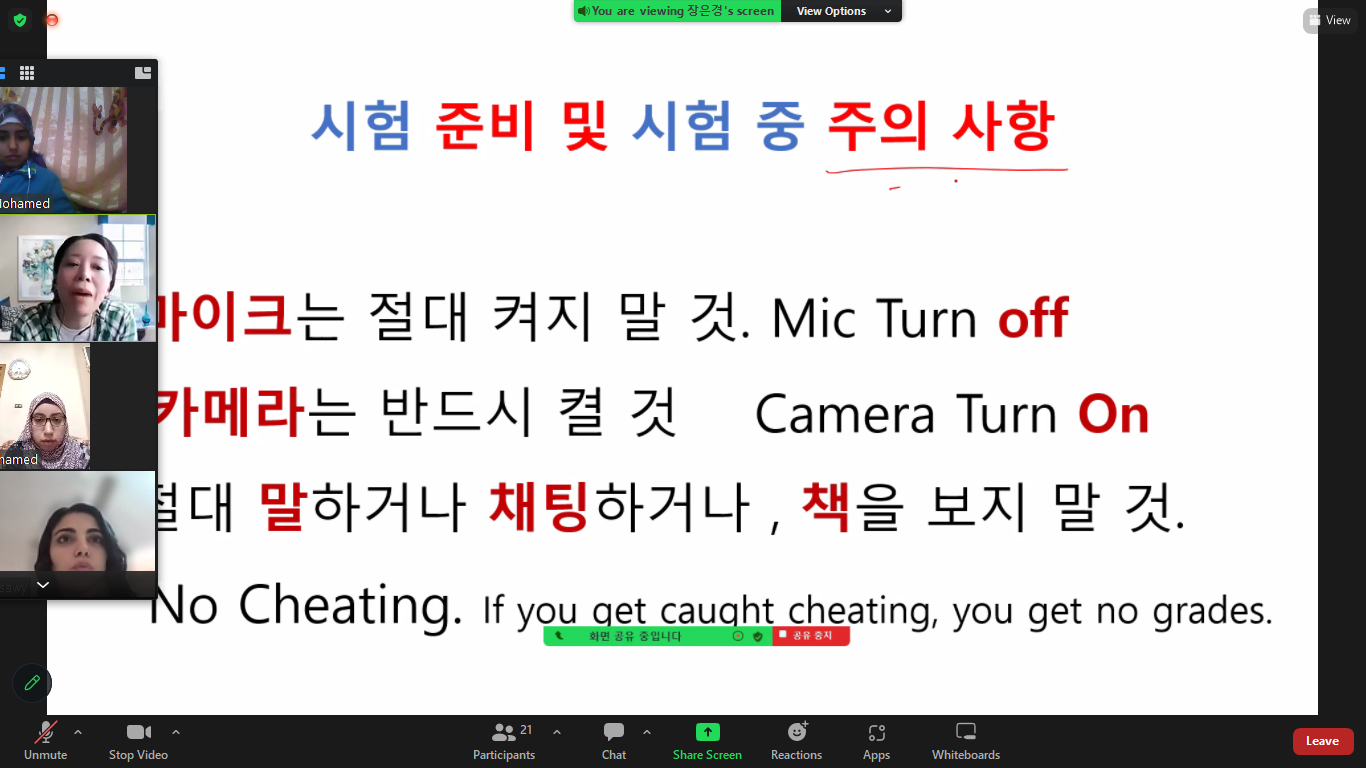 You are viewing 장은경's screen
View Options
View
시험 준비 및 시험 중 주의 사항
Mohamed
마이크는 절대 켜지 말 것. Mic Turn off
카메라는 반드시 켤 것 Camera Turn On
절대 말하거나 채팅하거나 , 책을 보지 말 것.
No Cheating. If you get caught cheating, you get no grades.
화면 공유 중입니다
공유 중지
Unmute
Stop Video
Participants
21
Chat
Share Screen
Reactions
Apps
Whiteboards
Leave